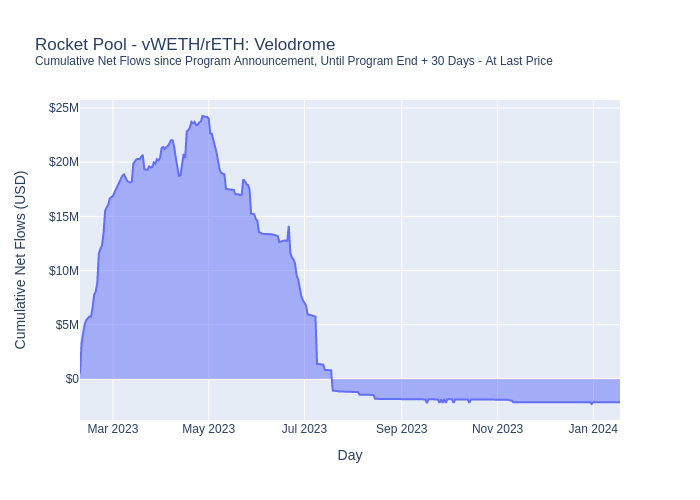 Rocket Pool - vWETH/rETH: Velodrome
Cumulative Net Flows since Program Announcement, Until Program End + 30 Days - At Last Price
Cumulative Net Flows (USD)
$25M
$20M
$15M
$10M
$5M
$0
Mar 2023
May 2023
Jul 2023
Sep 2023
Nov 2023
Jan 2024
Day